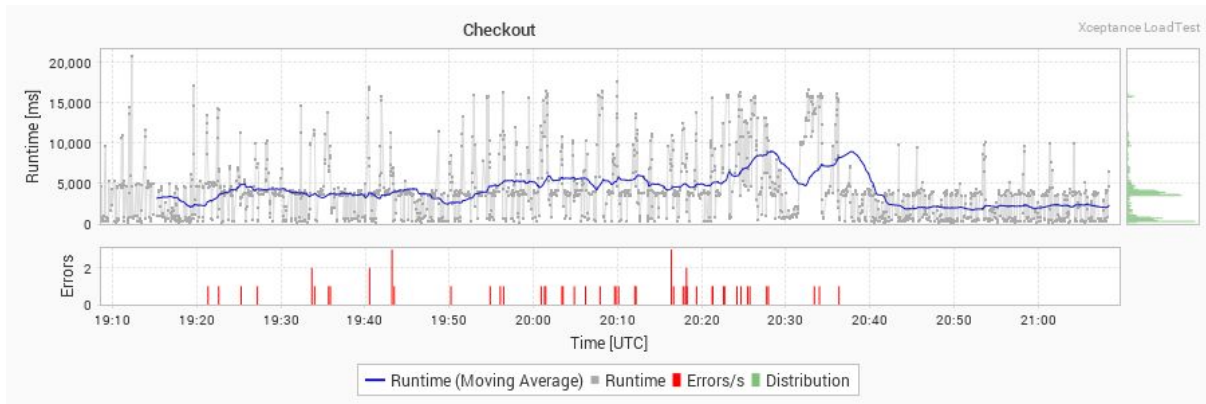 Checkout
Xceptance LoadTest
Runtime [ms]
20,000
15,000
10,000
5,000
0
Errors
2
0
19:10 19:20 19:30 19:40 19:50 20:00 20:10 20:20 20:30 20:40 20:50 21:00
Time [UTC]
Runtime (Moving Average) Runtime Errors/s Distribution